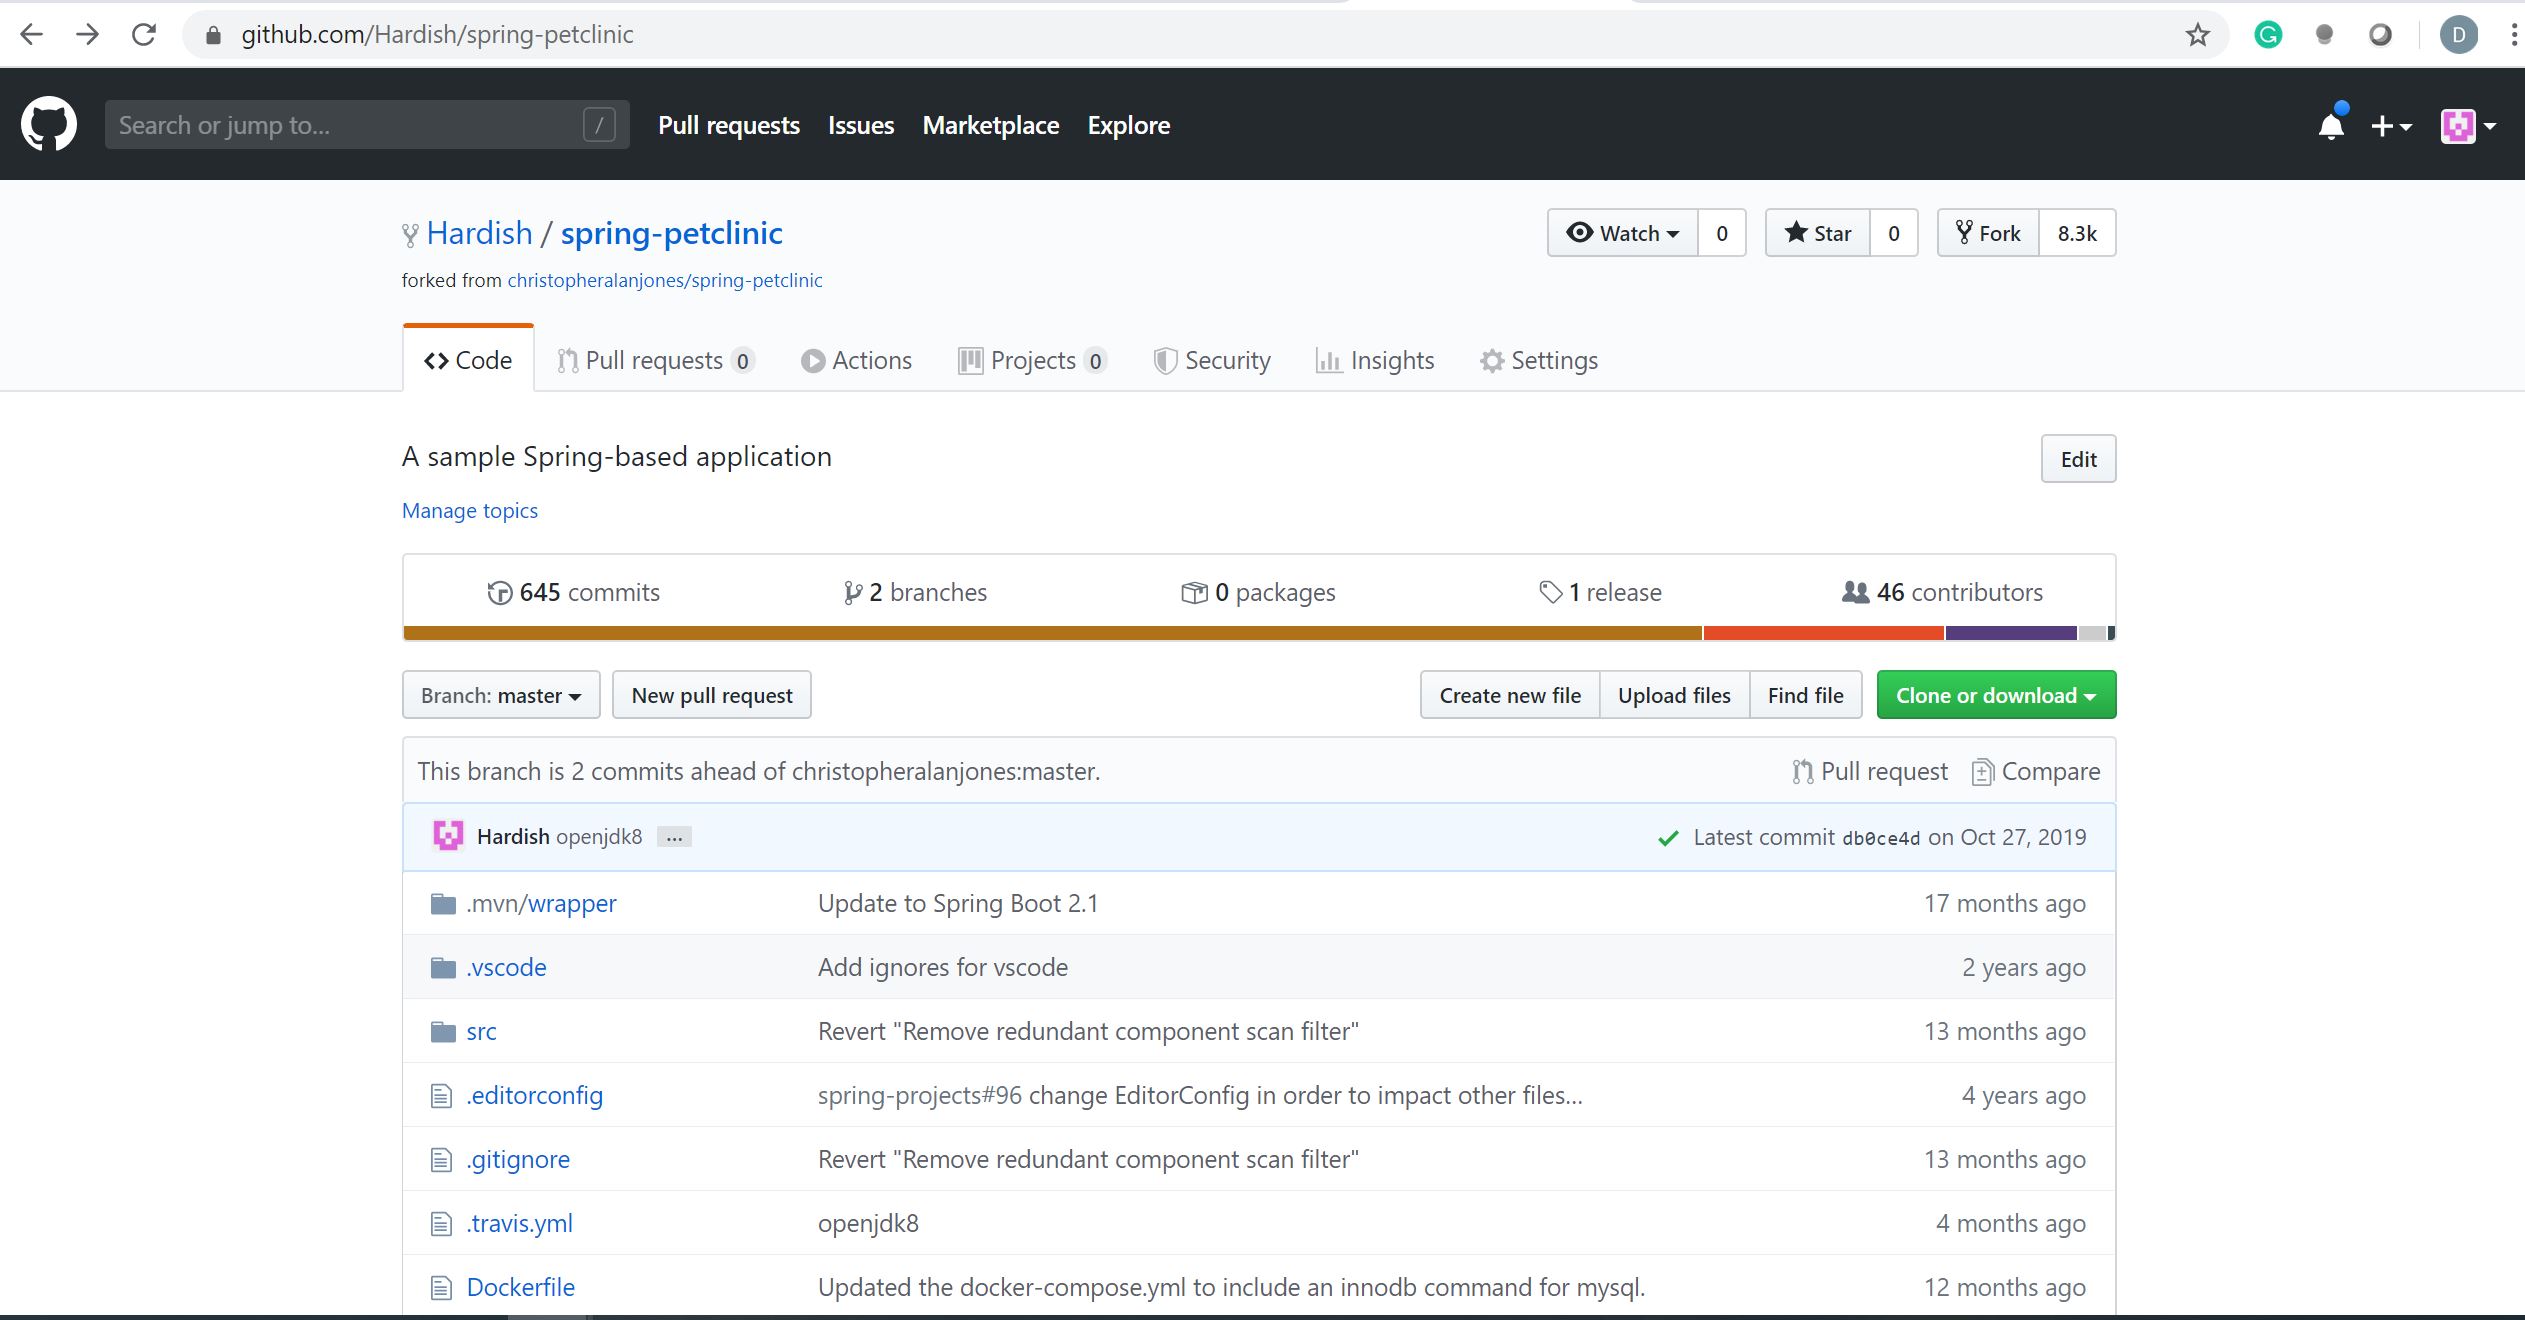 github.com/Hardish/spring-petclinic
G
D
Search or jump to... / Pull requests Issues Marketplace Explore
Hardish / spring-petclinic Watch 0 Star 0 Fork 8.3k
forked from christopheralanjones/spring-petclinic
Code Pull requests 0 Actions Projects 0 Security Insights Settings
A sample Spring-based application Edit
Manage topics
645 commits 2 branches 0 packages 1 release 46 contributors
Branch: master New pull request Create new file Upload files Find file Clone or download
This branch is 2 commits ahead of christopheralanjones:master. Pull request Compare
Hardish openjdk8 ... Latest commit db0ce4d on Oct 27, 2019
.mvn/wrapper Update to Spring Boot 2.1 17 months ago
.vscode Add ignores for vscode 2 years ago
src Revert "Remove redundant component scan filter" 13 months ago
.editorconfig spring-projects#96 change EditorConfig in order to impact other files... 4 years ago
.gitignore Revert "Remove redundant component scan filter" 13 months ago
.travis.yml openjdk8 4 months ago
Dockerfile Updated the docker-compose.yml to include an innodb command for mysql. 12 months ago